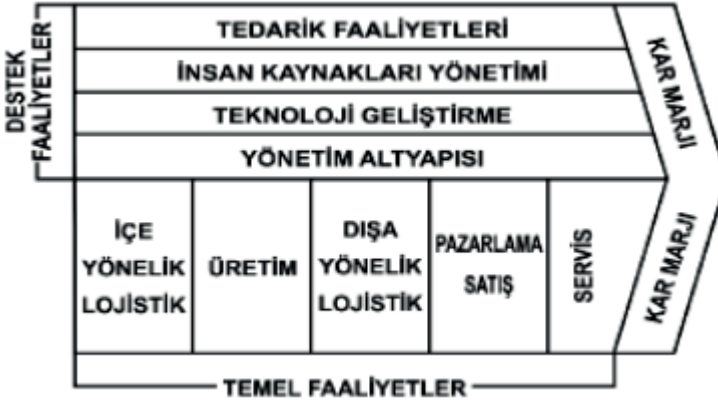 DESTEK
FAALİYETLER
TEDARİK FAALİYETLERİ
İNSAN KAYNAKLARI YÖNETİMİ
TEKNOLOJİ GELİŞTİRME
YÖNETİM ALTYAPISI
KAR MARJI
İÇE
YÖNELİK
LOJİSTİK
ÜRETİM
DIŞA
YÖNELİK
LOJİSTİK
PAZARLAMA
SATIŞ
SERVİS
KAR MARJI
TEMEL FAALİYETLER